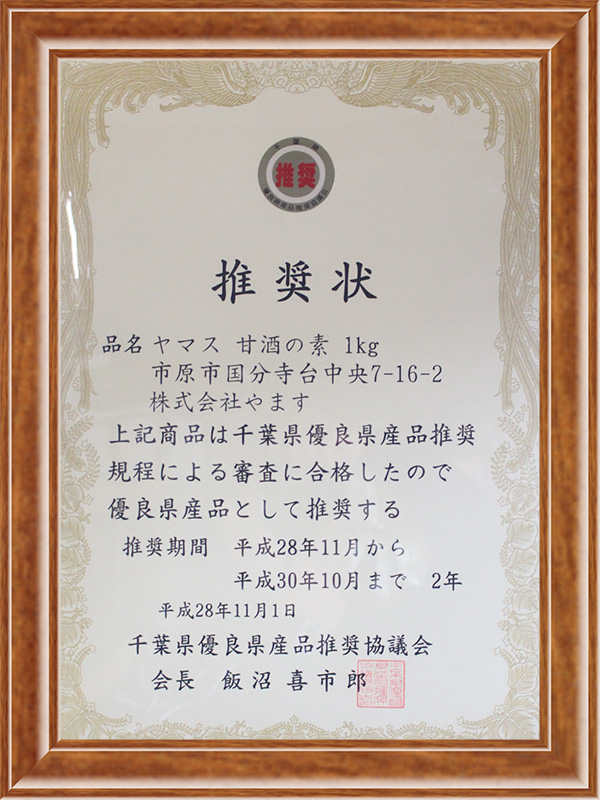 千葉県
推奨
推奨状
品名 ヤマス 甘酒の素 1kg
市原市国分寺台中央7-16-2
株式会社やます
上記商品は千葉県優良県産品推奨
規程による審査に合格したので
優良県産品として推奨する
推奨期間 平成28年11月から
平成30年10月まで 2年
平成28年11月1日
千葉県優良県産品推奨協議会
会長 飯沼 喜市郎